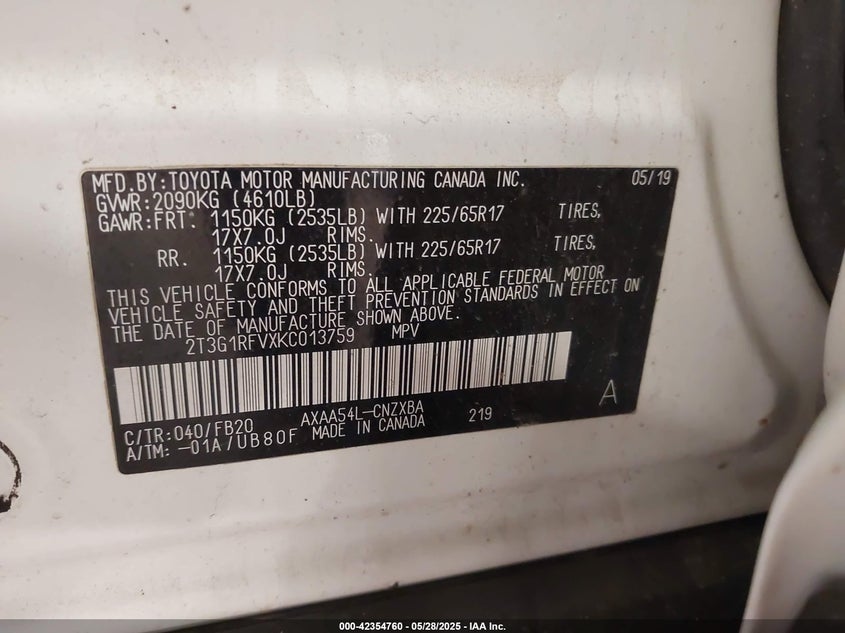 MFD.BY:TOYOTA MOTOR MANUFACTURING CANADA INC. 05/19
GVWR:2090KG (4610LB)
GAWR:FRT. 1150KG (2535LB) WITH 225/65R17 TIRES,
17X7.0J RIMS.
RR. 1150KG (2535LB) WITH 225/65R17 TIRES,
17X7.0J RIMS.
THIS VEHICLE CONFORMS TO ALL APPLICABLE FEDERAL MOTOR
VEHICLE SAFETY AND THEFT PREVENTION STANDARDS IN EFFECT ON
THE DATE OF MANUFACTURE SHOWN ABOVE.
2T3G1RFVXKC013759 MPV
C/TR:040/FB20 AXAA54L-CNZXBA 219 A
A/TM:-01A/UB80F MADE IN CANADA
000-42354760 - 05/28/2025 - IAA Inc.